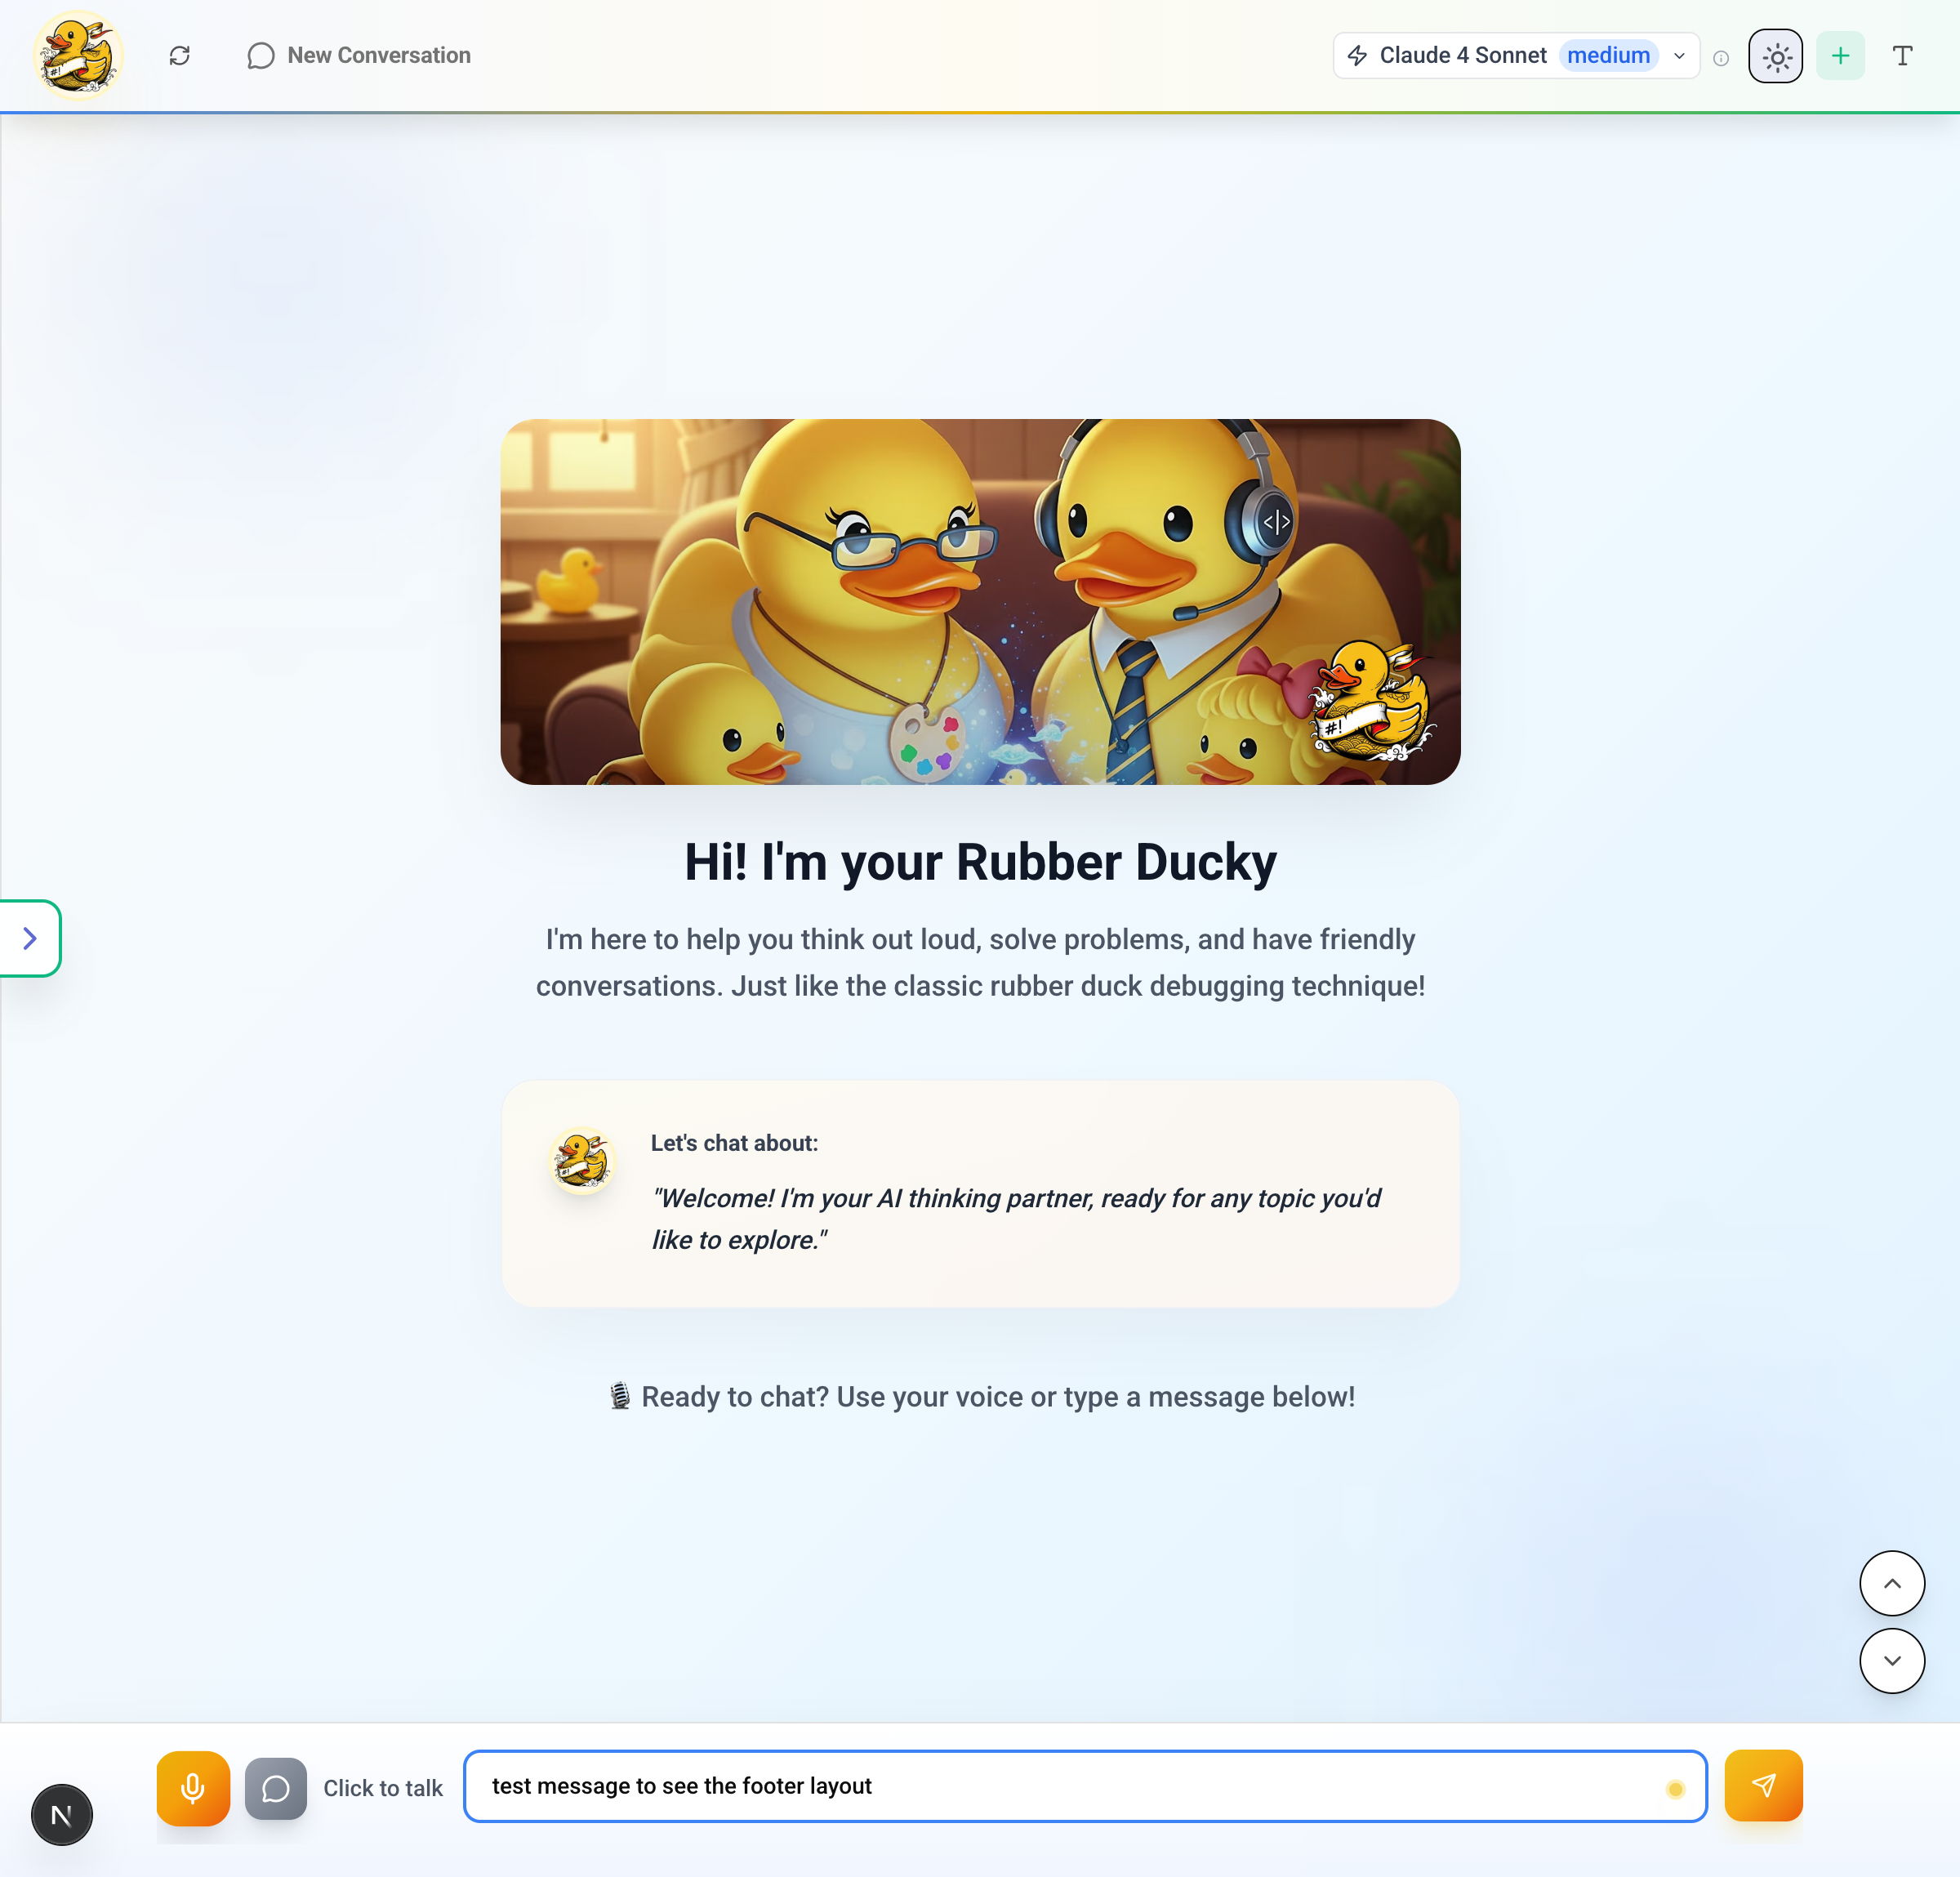 #!
New Conversation
Claude 4 Sonnet medium
</>
#!
Hi! I'm your Rubber Ducky
I'm here to help you think out loud, solve problems, and have friendly
conversations. Just like the classic rubber duck debugging technique!
#!
Let's chat about:
"Welcome! I'm your AI thinking partner, ready for any topic you'd
like to explore."
Ready to chat? Use your voice or type a message below!
N
Click to talk
test message to see the footer layout